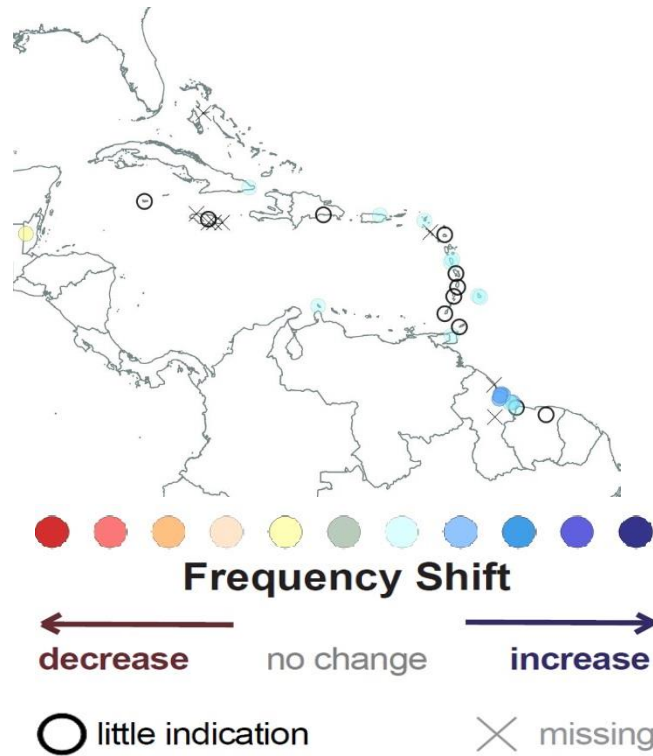 Frequency Shift
decrease no change increase
little indication missing